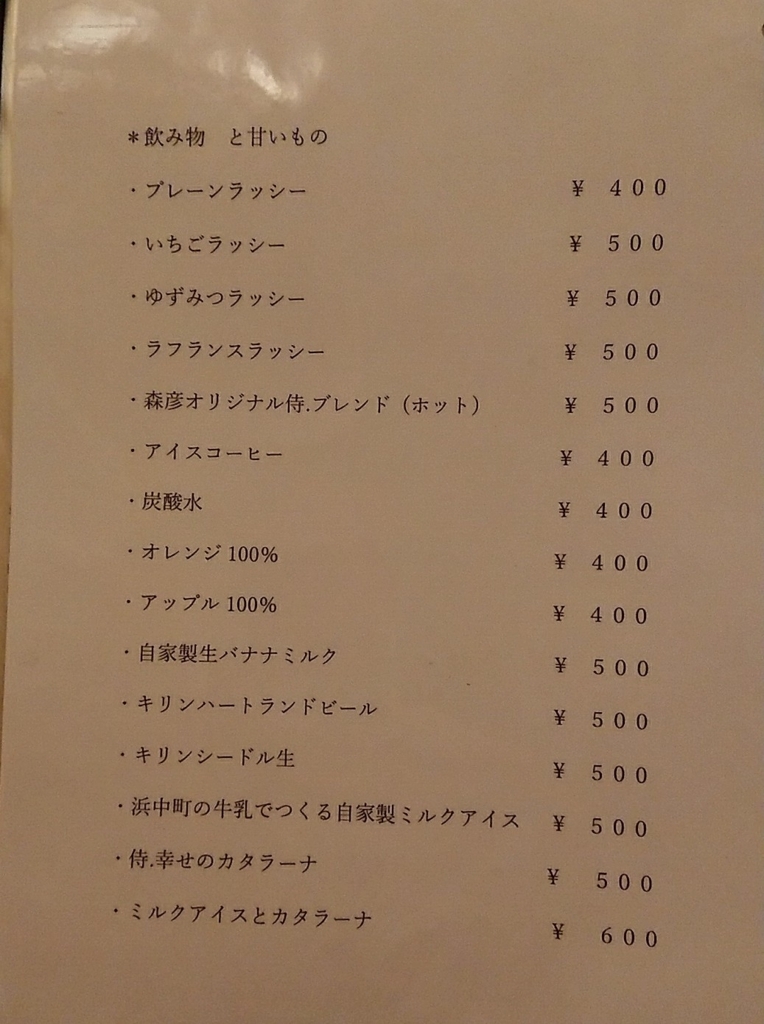 ＊飲み物　と甘いもの
・プレーンラッシー ¥ 400
・いちごラッシー ¥ 500
・ゆずみつラッシー ¥ 500
・ラフランスラッシー ¥ 500
・森彦オリジナル侍.ブレンド（ホット） ¥ 500
・アイスコーヒー ¥ 400
・炭酸水 ¥ 400
・オレンジ 100% ¥ 400
・アップル 100% ¥ 400
・自家製生バナナミルク ¥ 500
・キリンハートランドビール ¥ 500
・キリンシードル生 ¥ 500
・浜中町の牛乳でつくる自家製ミルクアイス ¥ 500
・侍.幸せのカタラーナ ¥ 500
・ミルクアイスとカタラーナ ¥ 600